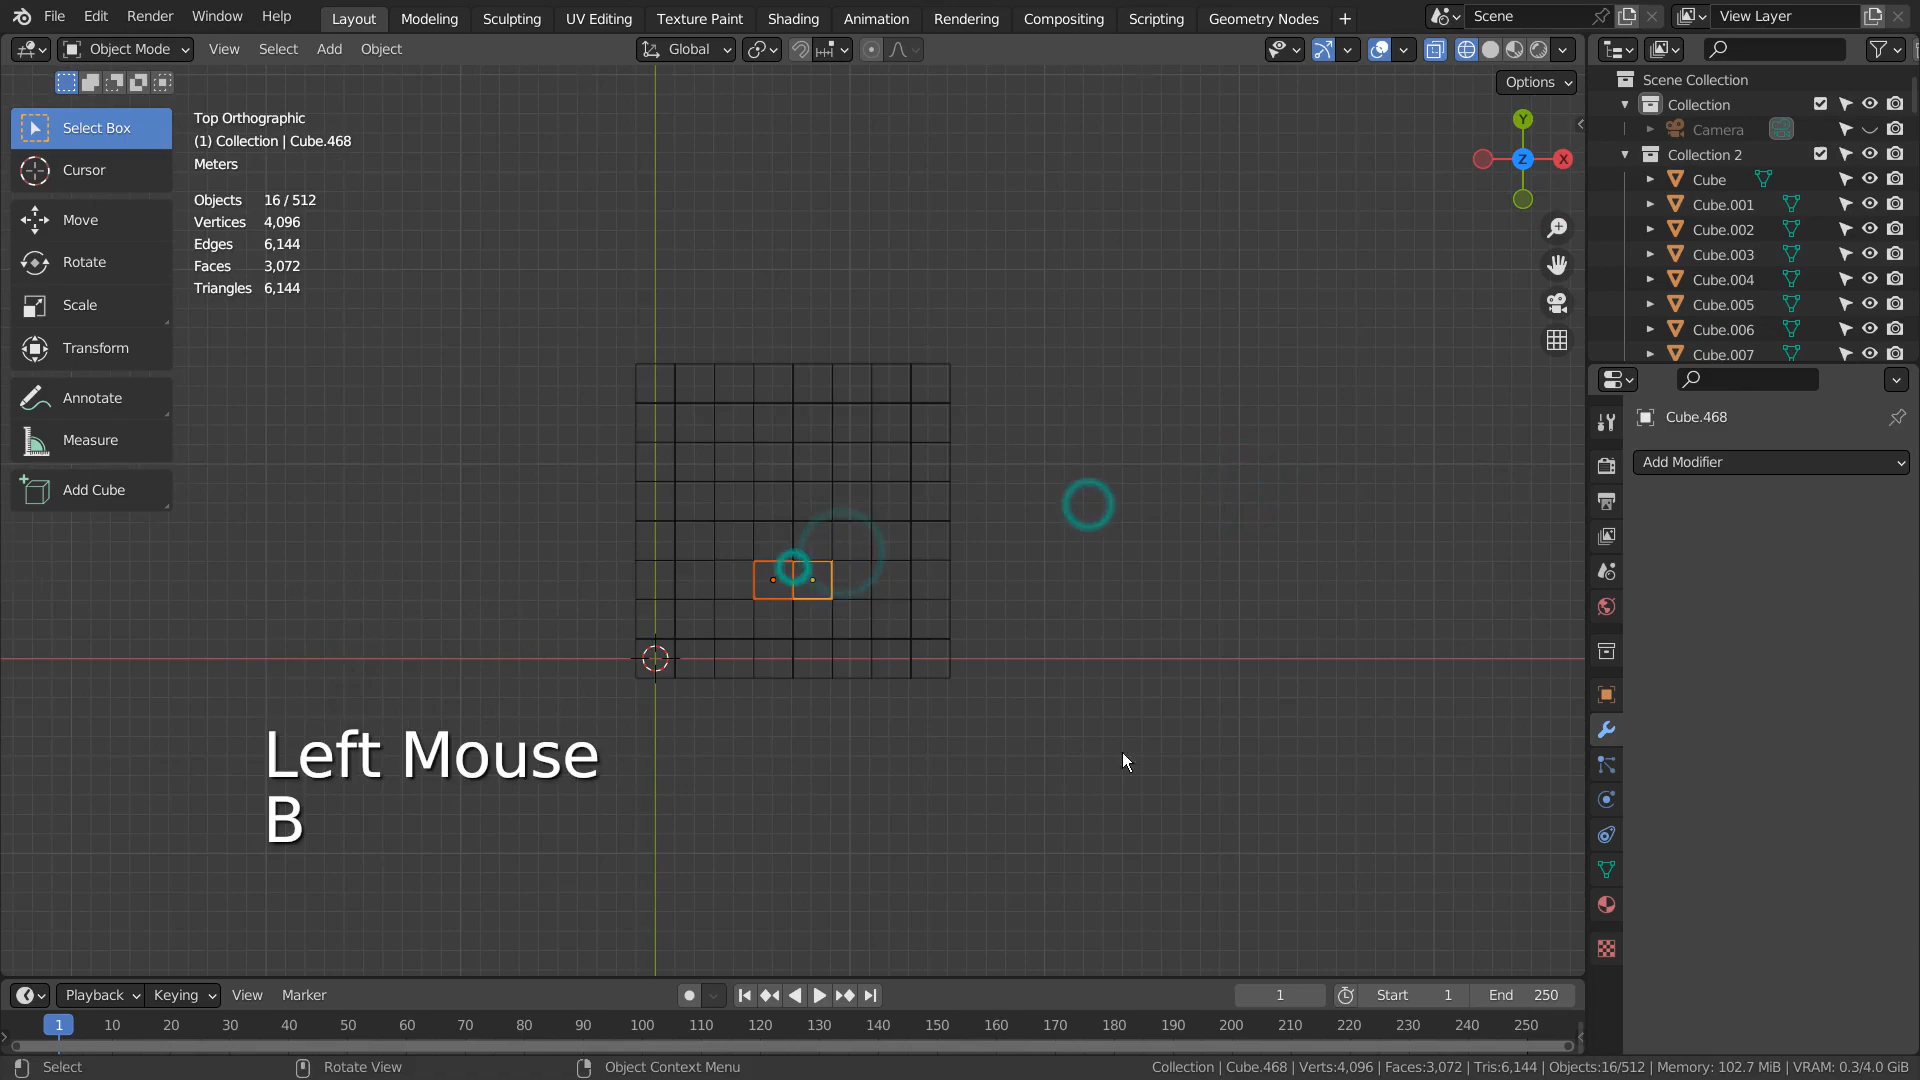 File Edit Render Window Help Layout Modeling Sculpting UV Editing Texture Paint Shading Animation Rendering Compositing Scripting Geometry Nodes + Scene View Layer
Object Mode View Select Add Object Global
Options
Select Box
Cursor
Move
Rotate
Scale
Transform
Annotate
Measure
Add Cube
Top Orthographic
(1) Collection | Cube.468
Meters
Objects 16 / 512
Vertices 4,096
Edges 6,144
Faces 3,072
Triangles 6,144
Y
Z X
Left Mouse
B
Scene Collection
Collection
Camera
Collection 2
Cube
Cube.001
Cube.002
Cube.003
Cube.004
Cube.005
Cube.006
Cube.007
Cube.468
Add Modifier
Playback Keying View Marker 1 Start 1 End 250
1 10 20 30 40 50 60 70 80 90 100 110 120 130 140 150 160 170 180 190 200 210 220 230 240 250
Select Rotate View Object Context Menu Collection | Cube.468 | Verts:4,096 | Faces:3,072 | Tris:6,144 | Objects:16/512 | Memory: 102.7 MiB | VRAM: 0.3/4.0 GiB